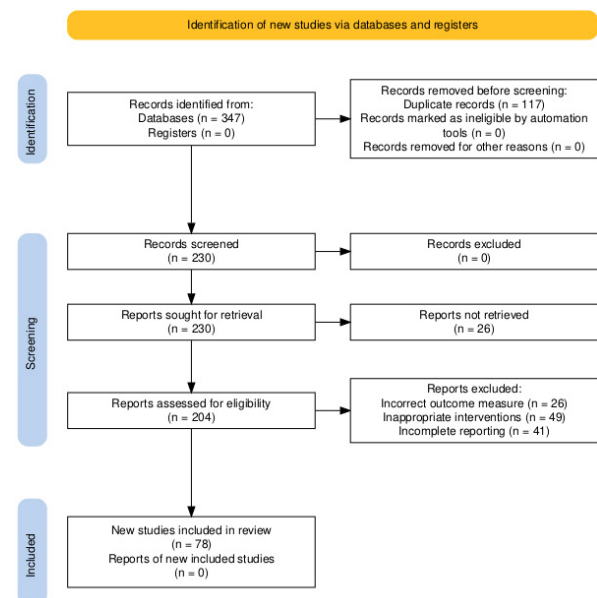 Identification of new studies via databases and registers
Identification
Records identified from:
Databases (n = 347)
Registers (n = 0)
Records removed before screening:
Duplicate records (n = 117)
Records marked as ineligible by automation
tools (n = 0)
Records removed for other reasons (n = 0)
Screening
Records screened
(n = 230)
Records excluded
(n = 0)
Reports sought for retrieval
(n = 230)
Reports not retrieved
(n = 26)
Reports assessed for eligibility
(n = 204)
Reports excluded:
Incorrect outcome measure (n = 26)
Inappropriate interventions (n = 49)
Incomplete reporting (n = 41)
Included
New studies included in review
(n = 78)
Reports of new included studies
(n = 0)